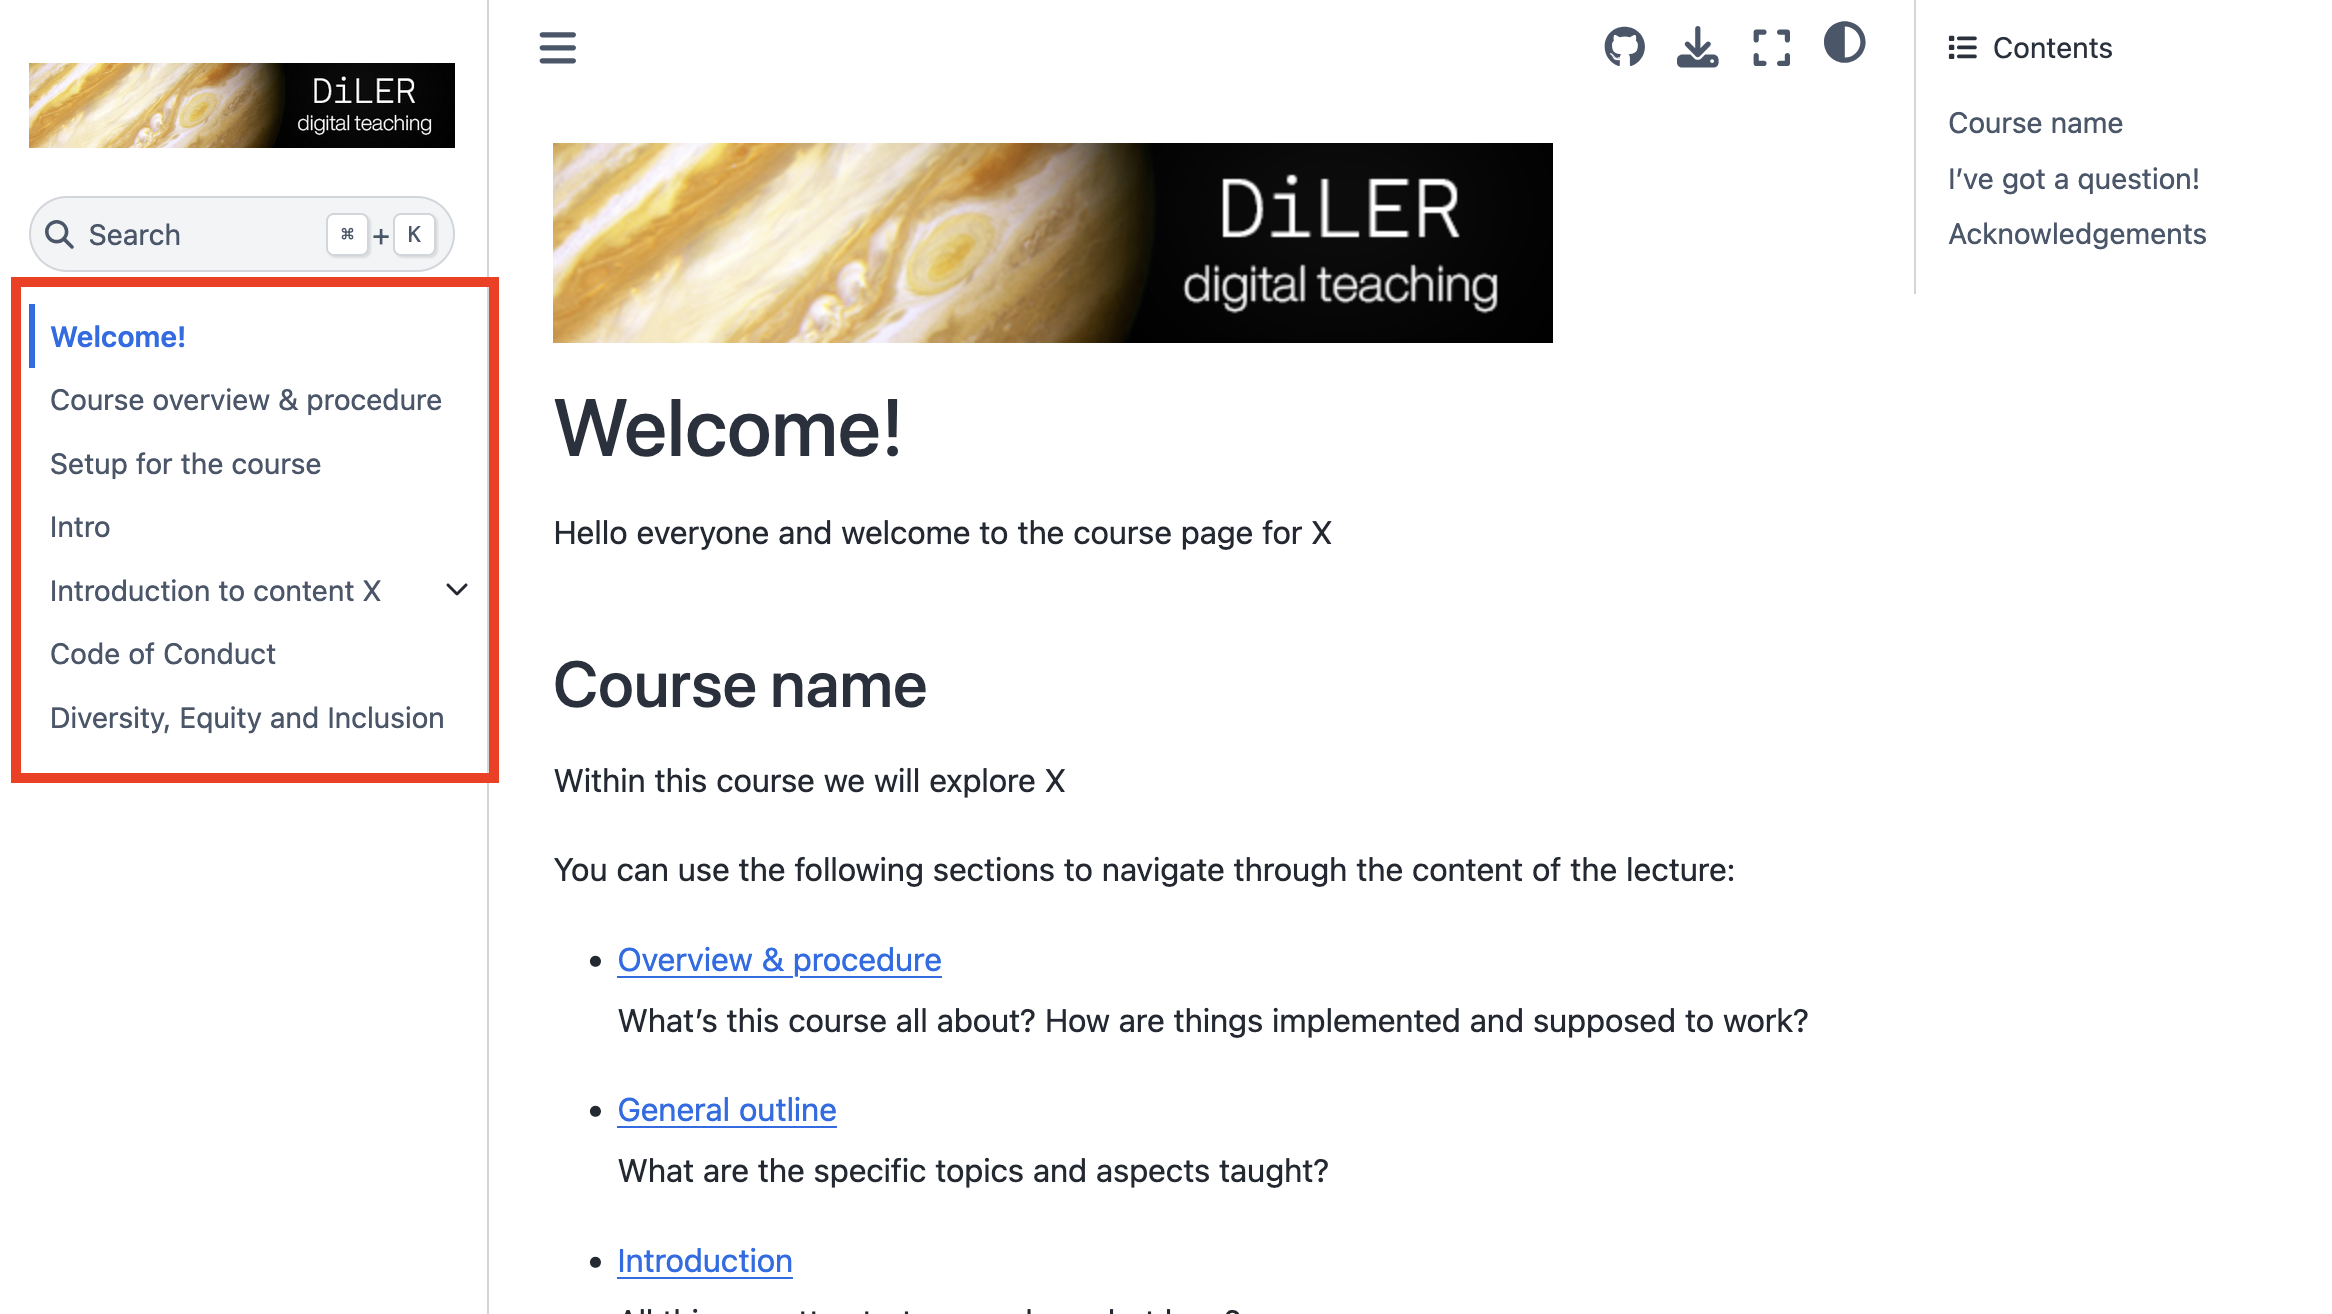 DiLER
digital teaching
Search
⌘ + K
Welcome!
Course overview & procedure
Setup for the course
Intro
Introduction to content X
Code of Conduct
Diversity, Equity and Inclusion
DiLER
digital teaching
Welcome!
Hello everyone and welcome to the course page for X
Course name
Within this course we will explore X
You can use the following sections to navigate through the content of the lecture:
• Overview & procedure
What’s this course all about? How are things implemented and supposed to work?
• General outline
What are the specific topics and aspects taught?
• Introduction
Contents
Course name
I’ve got a question!
Acknowledgements